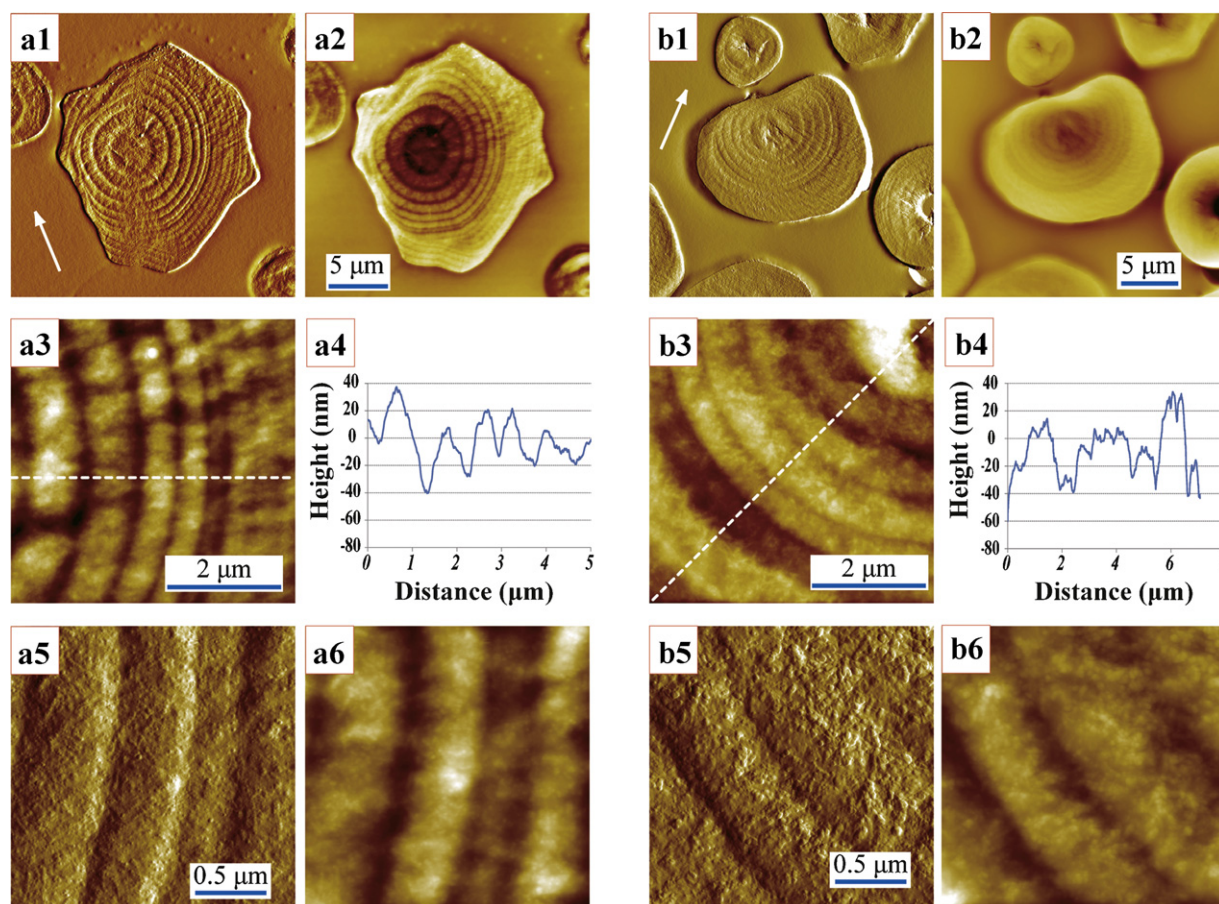 a1
a2
5 µm
b1
b2
5 µm
a3
2 µm
a4
Height (nm)
40
20
0
-20
-40
-60
-80
0 1 2 3 4 5
Distance (µm)
b3
2 µm
b4
Height (nm)
40
20
0
-20
-40
-60
-80
0 2 4 6
Distance (µm)
a5
0.5 µm
a6
b5
0.5 µm
b6